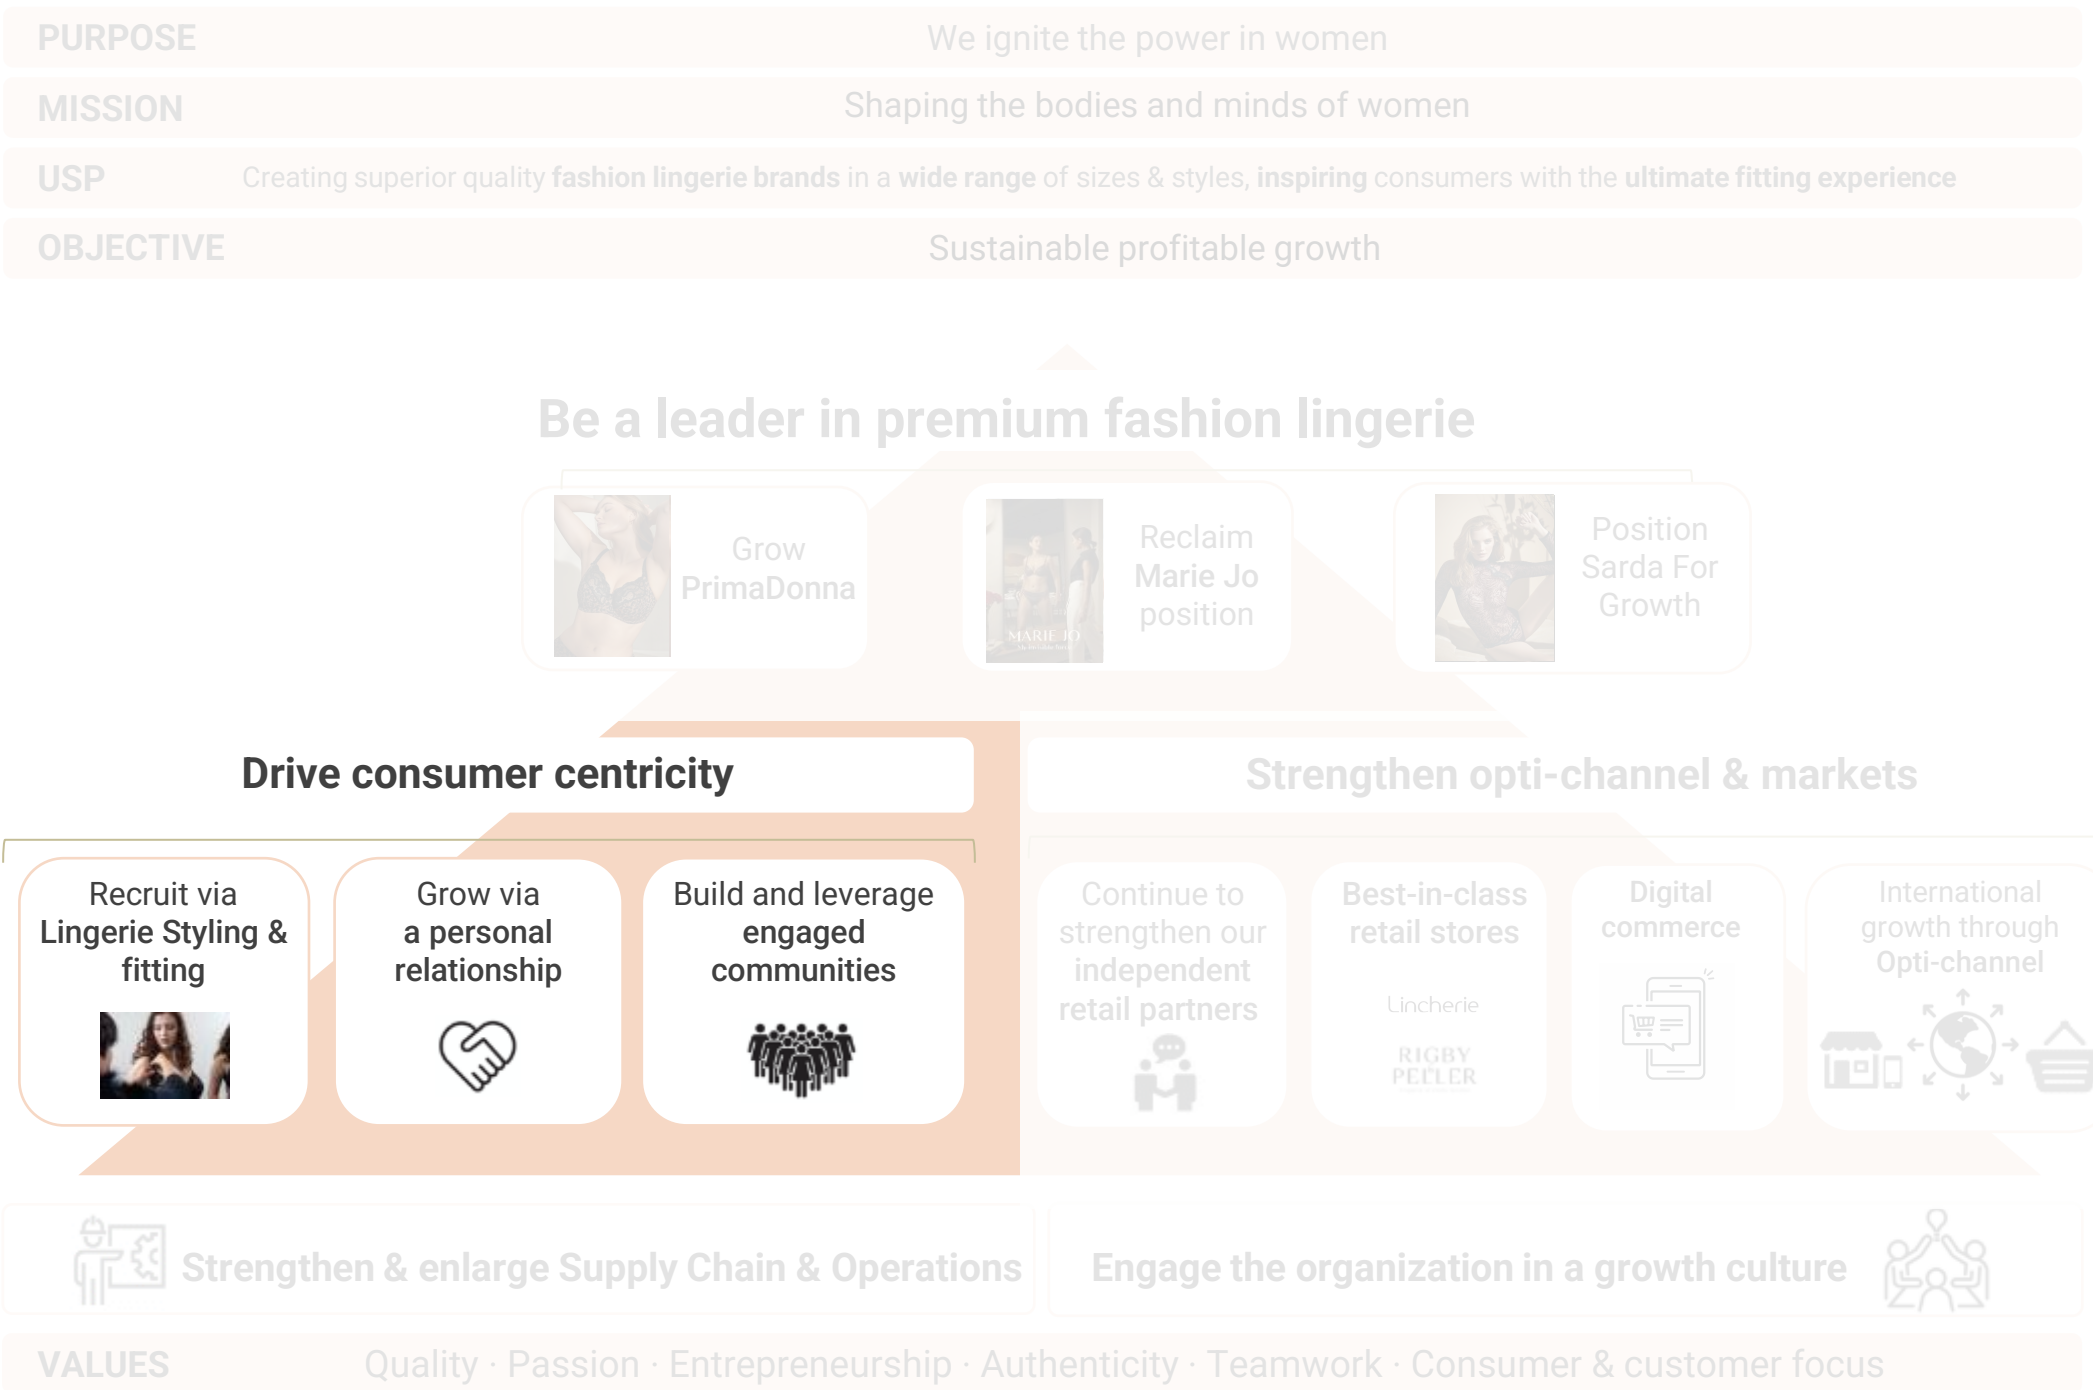 PURPOSE
We ignite the power in women
MISSION
Shaping the bodies and minds of women
USP
Creating superior quality fashion lingerie brands in a wide range of sizes & styles, inspiring consumers with the ultimate fitting experience
OBJECTIVE
Sustainable profitable growth
Be a leader in premium fashion lingerie
Grow
PrimaDonna
MARIE JO
Reclaim
Marie Jo
position
Position
Sarda For
Growth
Drive consumer centricity
Recruit via
Lingerie Styling &
fitting
Grow via
a personal
relationship
Build and leverage
engaged
communities
Strengthen opti-channel & markets
Continue to
strengthen our
independent
retail partners
Best-in-class
retail stores
Lincherie
RIGBY
PELLER
Digital
commerce
International
growth through
Opti-channel
Strengthen & enlarge Supply Chain & Operations
Engage the organization in a growth culture
VALUES
Quality · Passion · Entrepreneurship · Authenticity · Teamwork · Consumer & customer focus